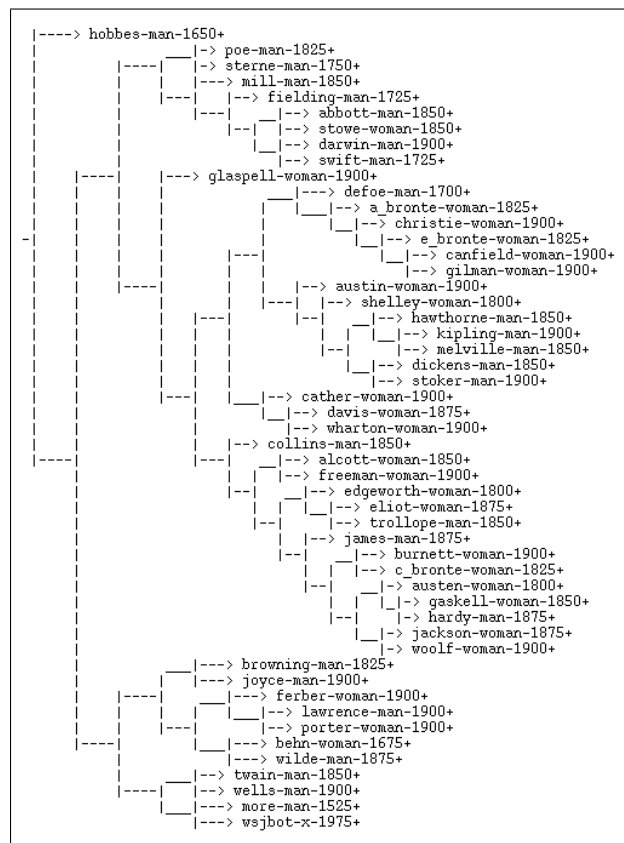 hobbes-man-1650+
poe-man-1825+
sterne-man-1750+
mill-man-1850+
fielding-man-1725+
abbott-man-1850+
stowe-woman-1850+
darwin-man-1900+
swift-man-1725+
glaspell-woman-1900+
defoe-man-1700+
a_bronte-woman-1825+
christie-woman-1900+
e_bronte-woman-1825+
canfield-woman-1900+
gilman-woman-1900+
austin-woman-1900+
shelley-woman-1800+
hawthorne-man-1850+
kipling-man-1900+
melville-man-1850+
dickens-man-1850+
stoker-man-1900+
cather-woman-1900+
davis-woman-1875+
wharton-woman-1900+
collins-man-1850+
alcott-woman-1850+
freeman-woman-1900+
edgeworth-woman-1800+
eliot-woman-1875+
trollope-man-1850+
james-man-1875+
burnett-woman-1900+
c_bronte-woman-1825+
austen-woman-1800+
gaskell-woman-1850+
hardy-man-1875+
jackson-woman-1875+
woolf-woman-1900+
browning-man-1825+
joyce-man-1900+
ferber-woman-1900+
lawrence-man-1900+
porter-woman-1900+
behn-woman-1675+
wilde-man-1875+
twain-man-1850+
wells-man-1900+
more-man-1525+
wsjbot-x-1975+